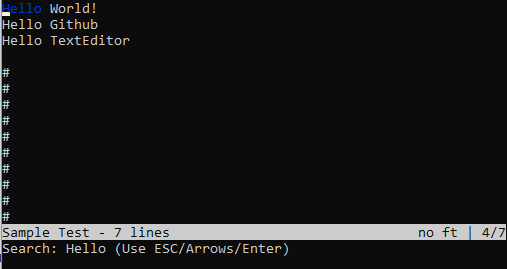 Hello World!
Hello Github
Hello TextEditor
#
#
#
#
#
#
#
#
#
#
Sample Test - 7 lines no ft | 4/7
Search: Hello (Use ESC/Arrows/Enter)